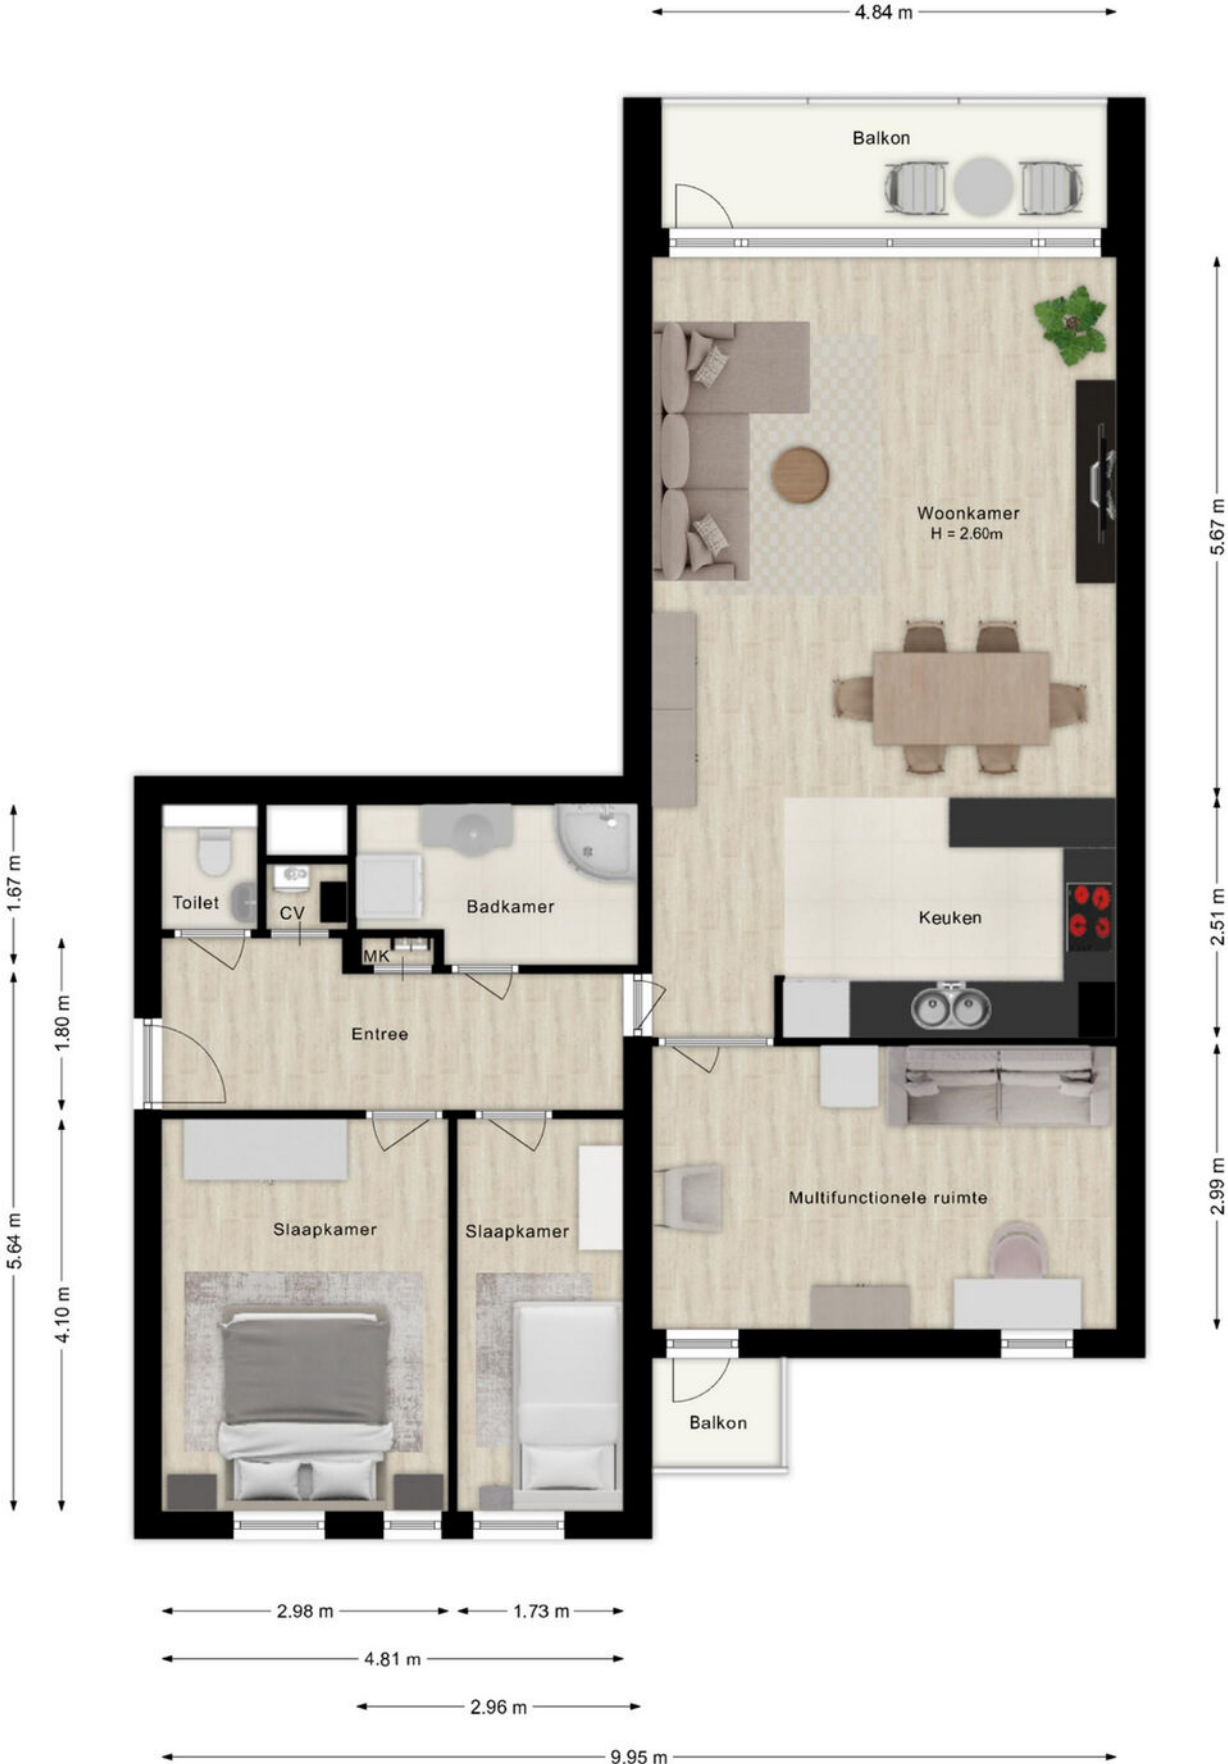 4.84 m
Balkon
Woonkamer
H = 2.60m
5.67 m
Toilet
CV
Badkamer
MK
Keuken
1.67 m
2.51 m
1.80 m
Entree
Slaapkamer
Slaapkamer
Multifunctionele ruimte
2.99 m
5.64 m
4.10 m
Balkon
2.98 m
1.73 m
4.81 m
2.96 m
9.95 m